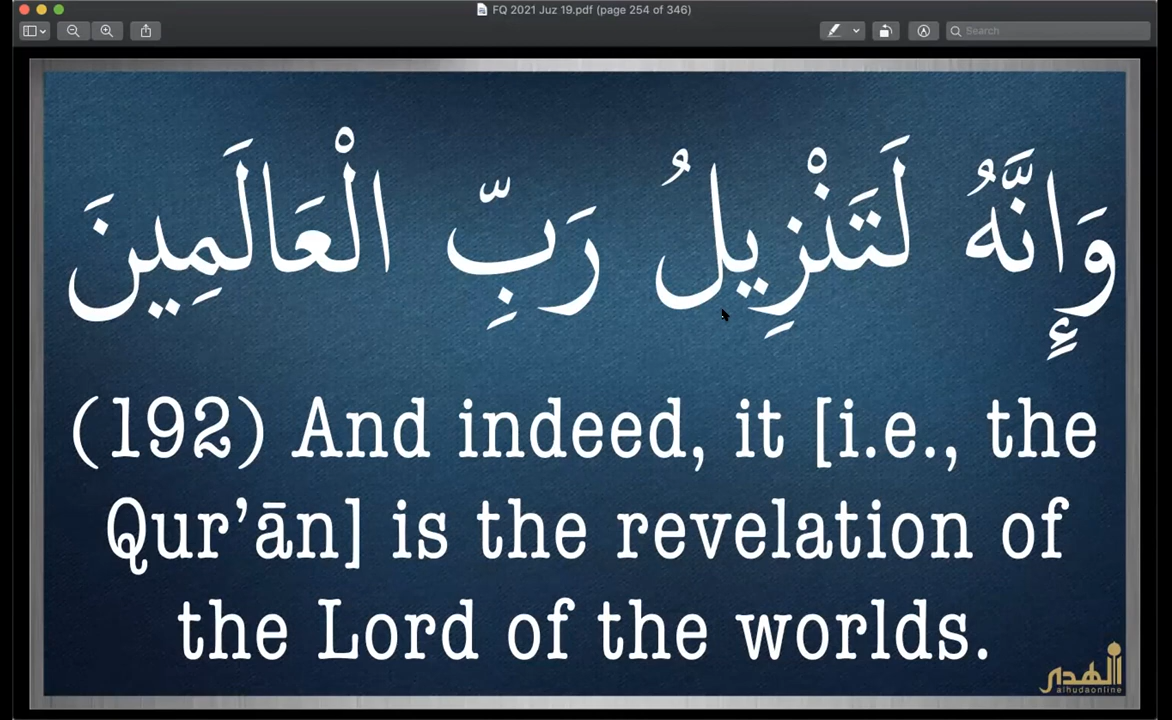 FQ 2021 Juz 19.pdf (page 254 of 346)
Search
وَإِنَّهُ لَتَنْزِيلُ رَبِّ الْعَالَمِينَ
(192) And indeed, it [i.e., the
Qur’ān] is the revelation of
the Lord of the worlds.
الهدى
alhudaonline